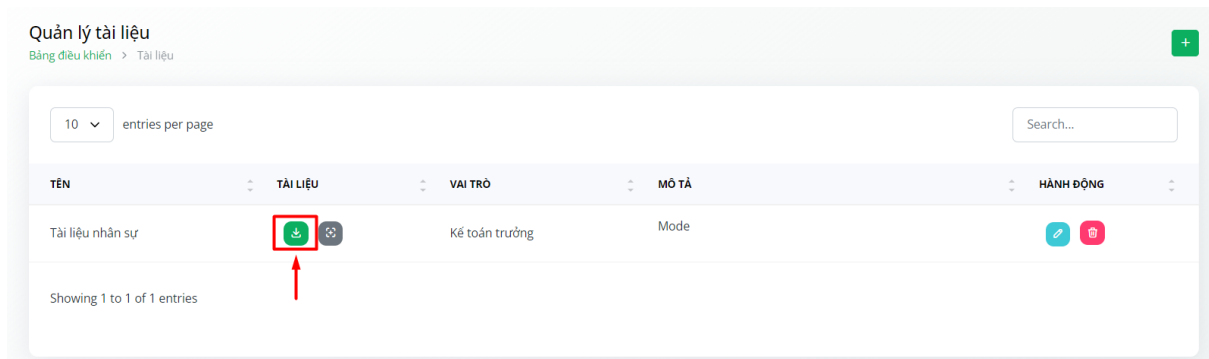 Quản lý tài liệu
Bảng điều khiển > Tài liệu
10 entries per page
Search...
TÊN TÀI LIỆU VAI TRÒ MÔ TẢ HÀNH ĐỘNG
Tài liệu nhân sự Kế toán trưởng Mode
Showing 1 to 1 of 1 entries